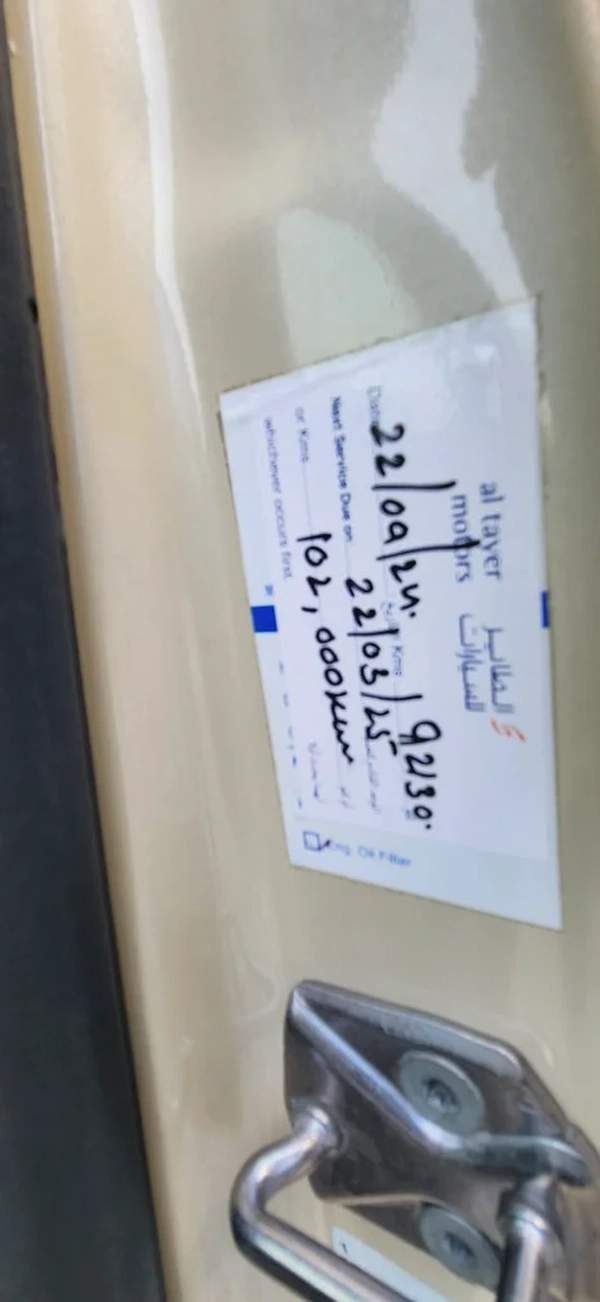 al tayer الطاير
motors للسيارات
Date 22/09/24. Kms 92130.
Next Service Due on 22/03/25
or Kms 102,000km
whichever occurs first
Eng. Oil Filter